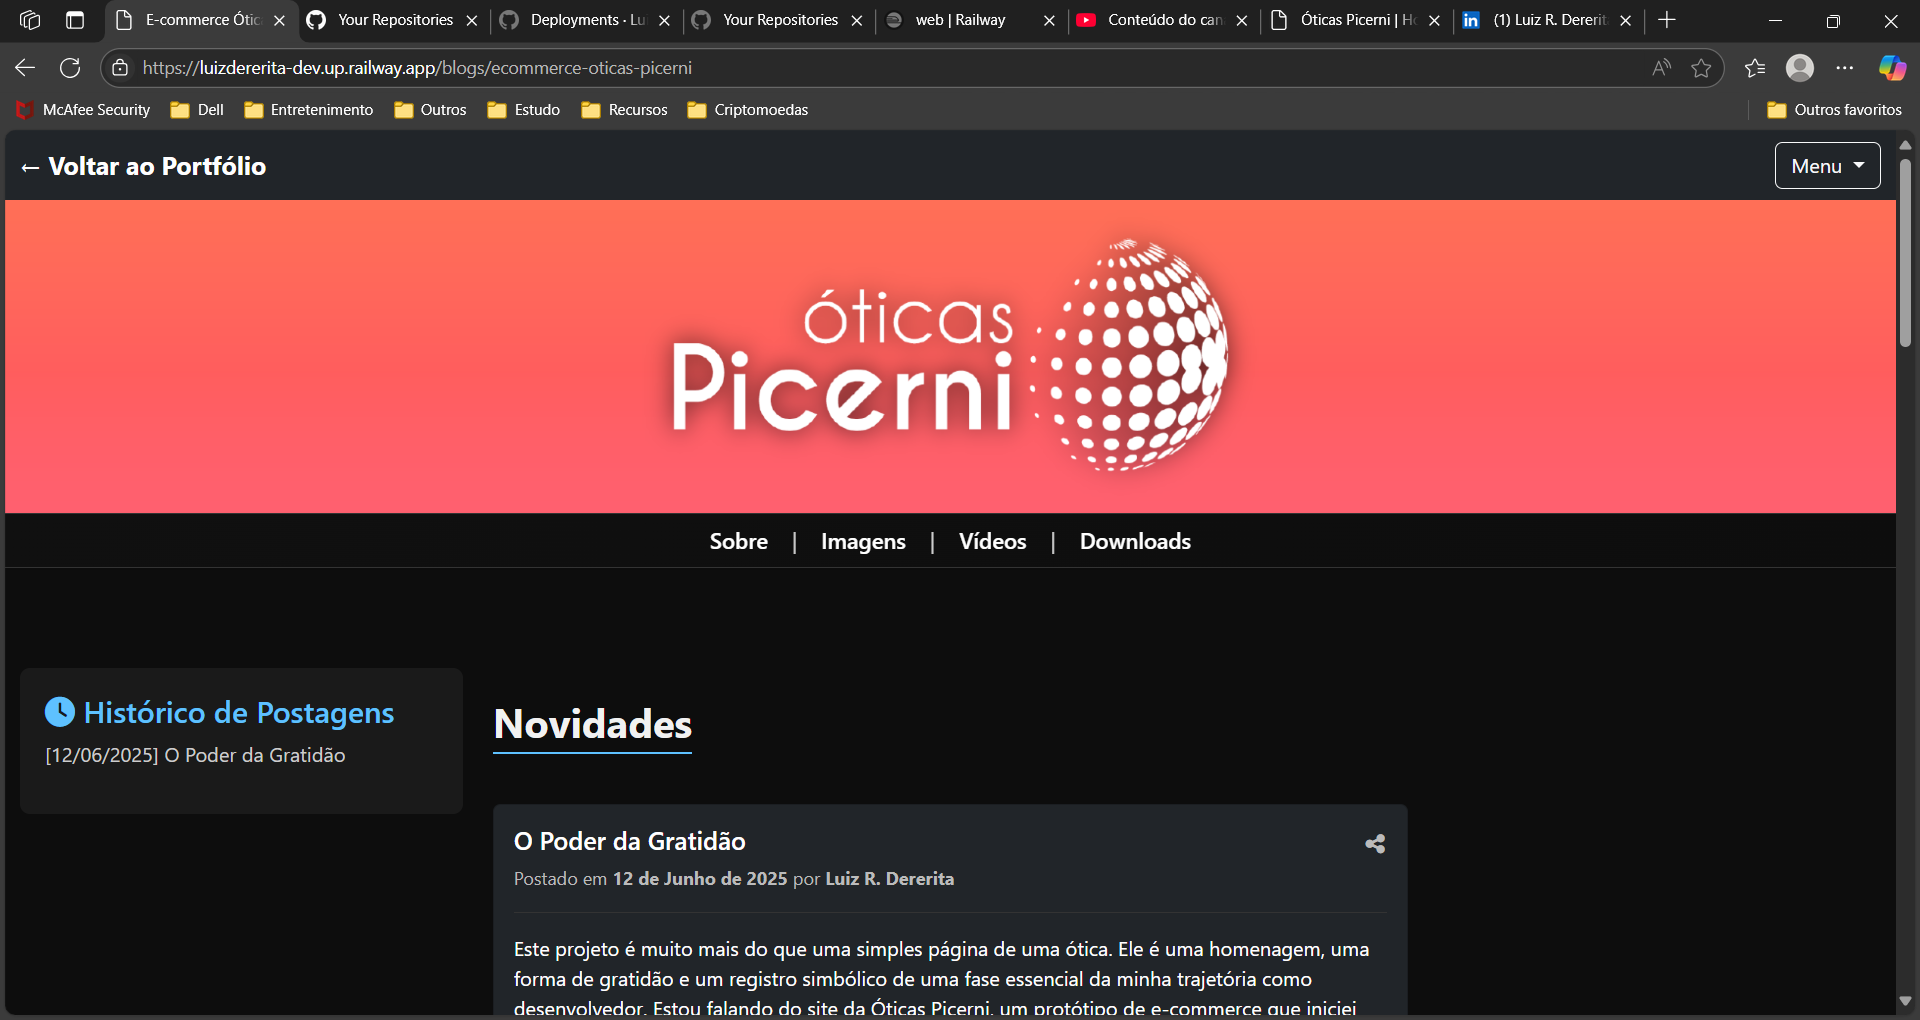 E-commerce Ótic
Your Repositories
Deployments · Lu
Your Repositories
web | Railway
Conteúdo do can
Óticas Picerni | Ho
(1) Luiz R. Dererit
https://luizdererita-dev.up.railway.app/blogs/ecommerce-oticas-picerni
McAfee Security
Dell
Entretenimento
Outros
Estudo
Recursos
Criptomoedas
Outros favoritos
← Voltar ao Portfólio
Menu
óticas
Picerni
Sobre | Imagens | Vídeos | Downloads
Histórico de Postagens
[12/06/2025] O Poder da Gratidão
Novidades
O Poder da Gratidão
Postado em 12 de Junho de 2025 por Luiz R. Dererita
Este projeto é muito mais do que uma simples página de uma ótica. Ele é uma homenagem, uma
forma de gratidão e um registro simbólico de uma fase essencial da minha trajetória como
desenvolvedor. Estou falando do site da Óticas Picerni, um protótipo de e-commerce que iniciei